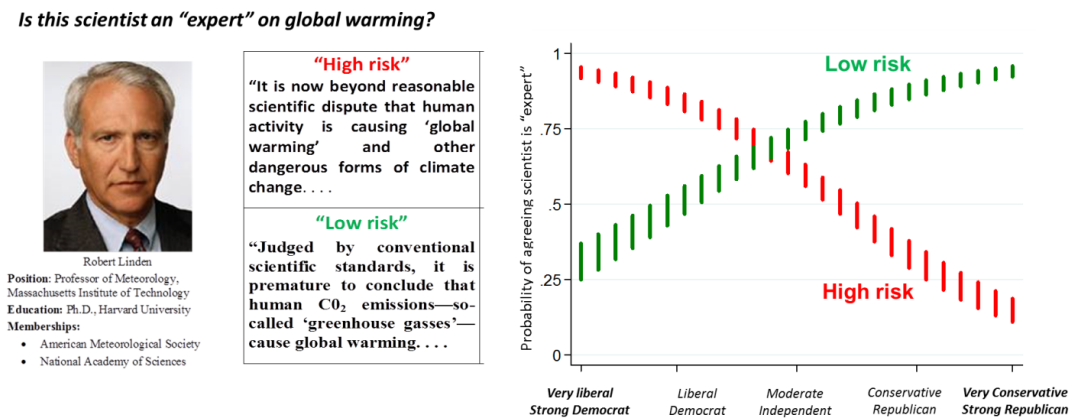 Is this scientist an “expert” on global warming?
Robert Linden
Position: Professor of Meteorology,
Massachusetts Institute of Technology
Education: Ph.D., Harvard University
Memberships:
• American Meteorological Society
• National Academy of Sciences
“High risk”
“It is now beyond reasonable
scientific dispute that human
activity is causing ‘global
warming’ and other
dangerous forms of climate
change. . . .
“Low risk”
“Judged by conventional
scientific standards, it is
premature to conclude that
human C0₂ emissions—so-
called ‘greenhouse gasses’—
cause global warming. . . .
Probability of agreeing scientist is “expert”
1
.75
.5
.25
0
Low risk
High risk
Very liberal
Strong Democrat
Liberal
Democrat
Moderate
Independent
Conservative
Republican
Very Conservative
Strong Republican